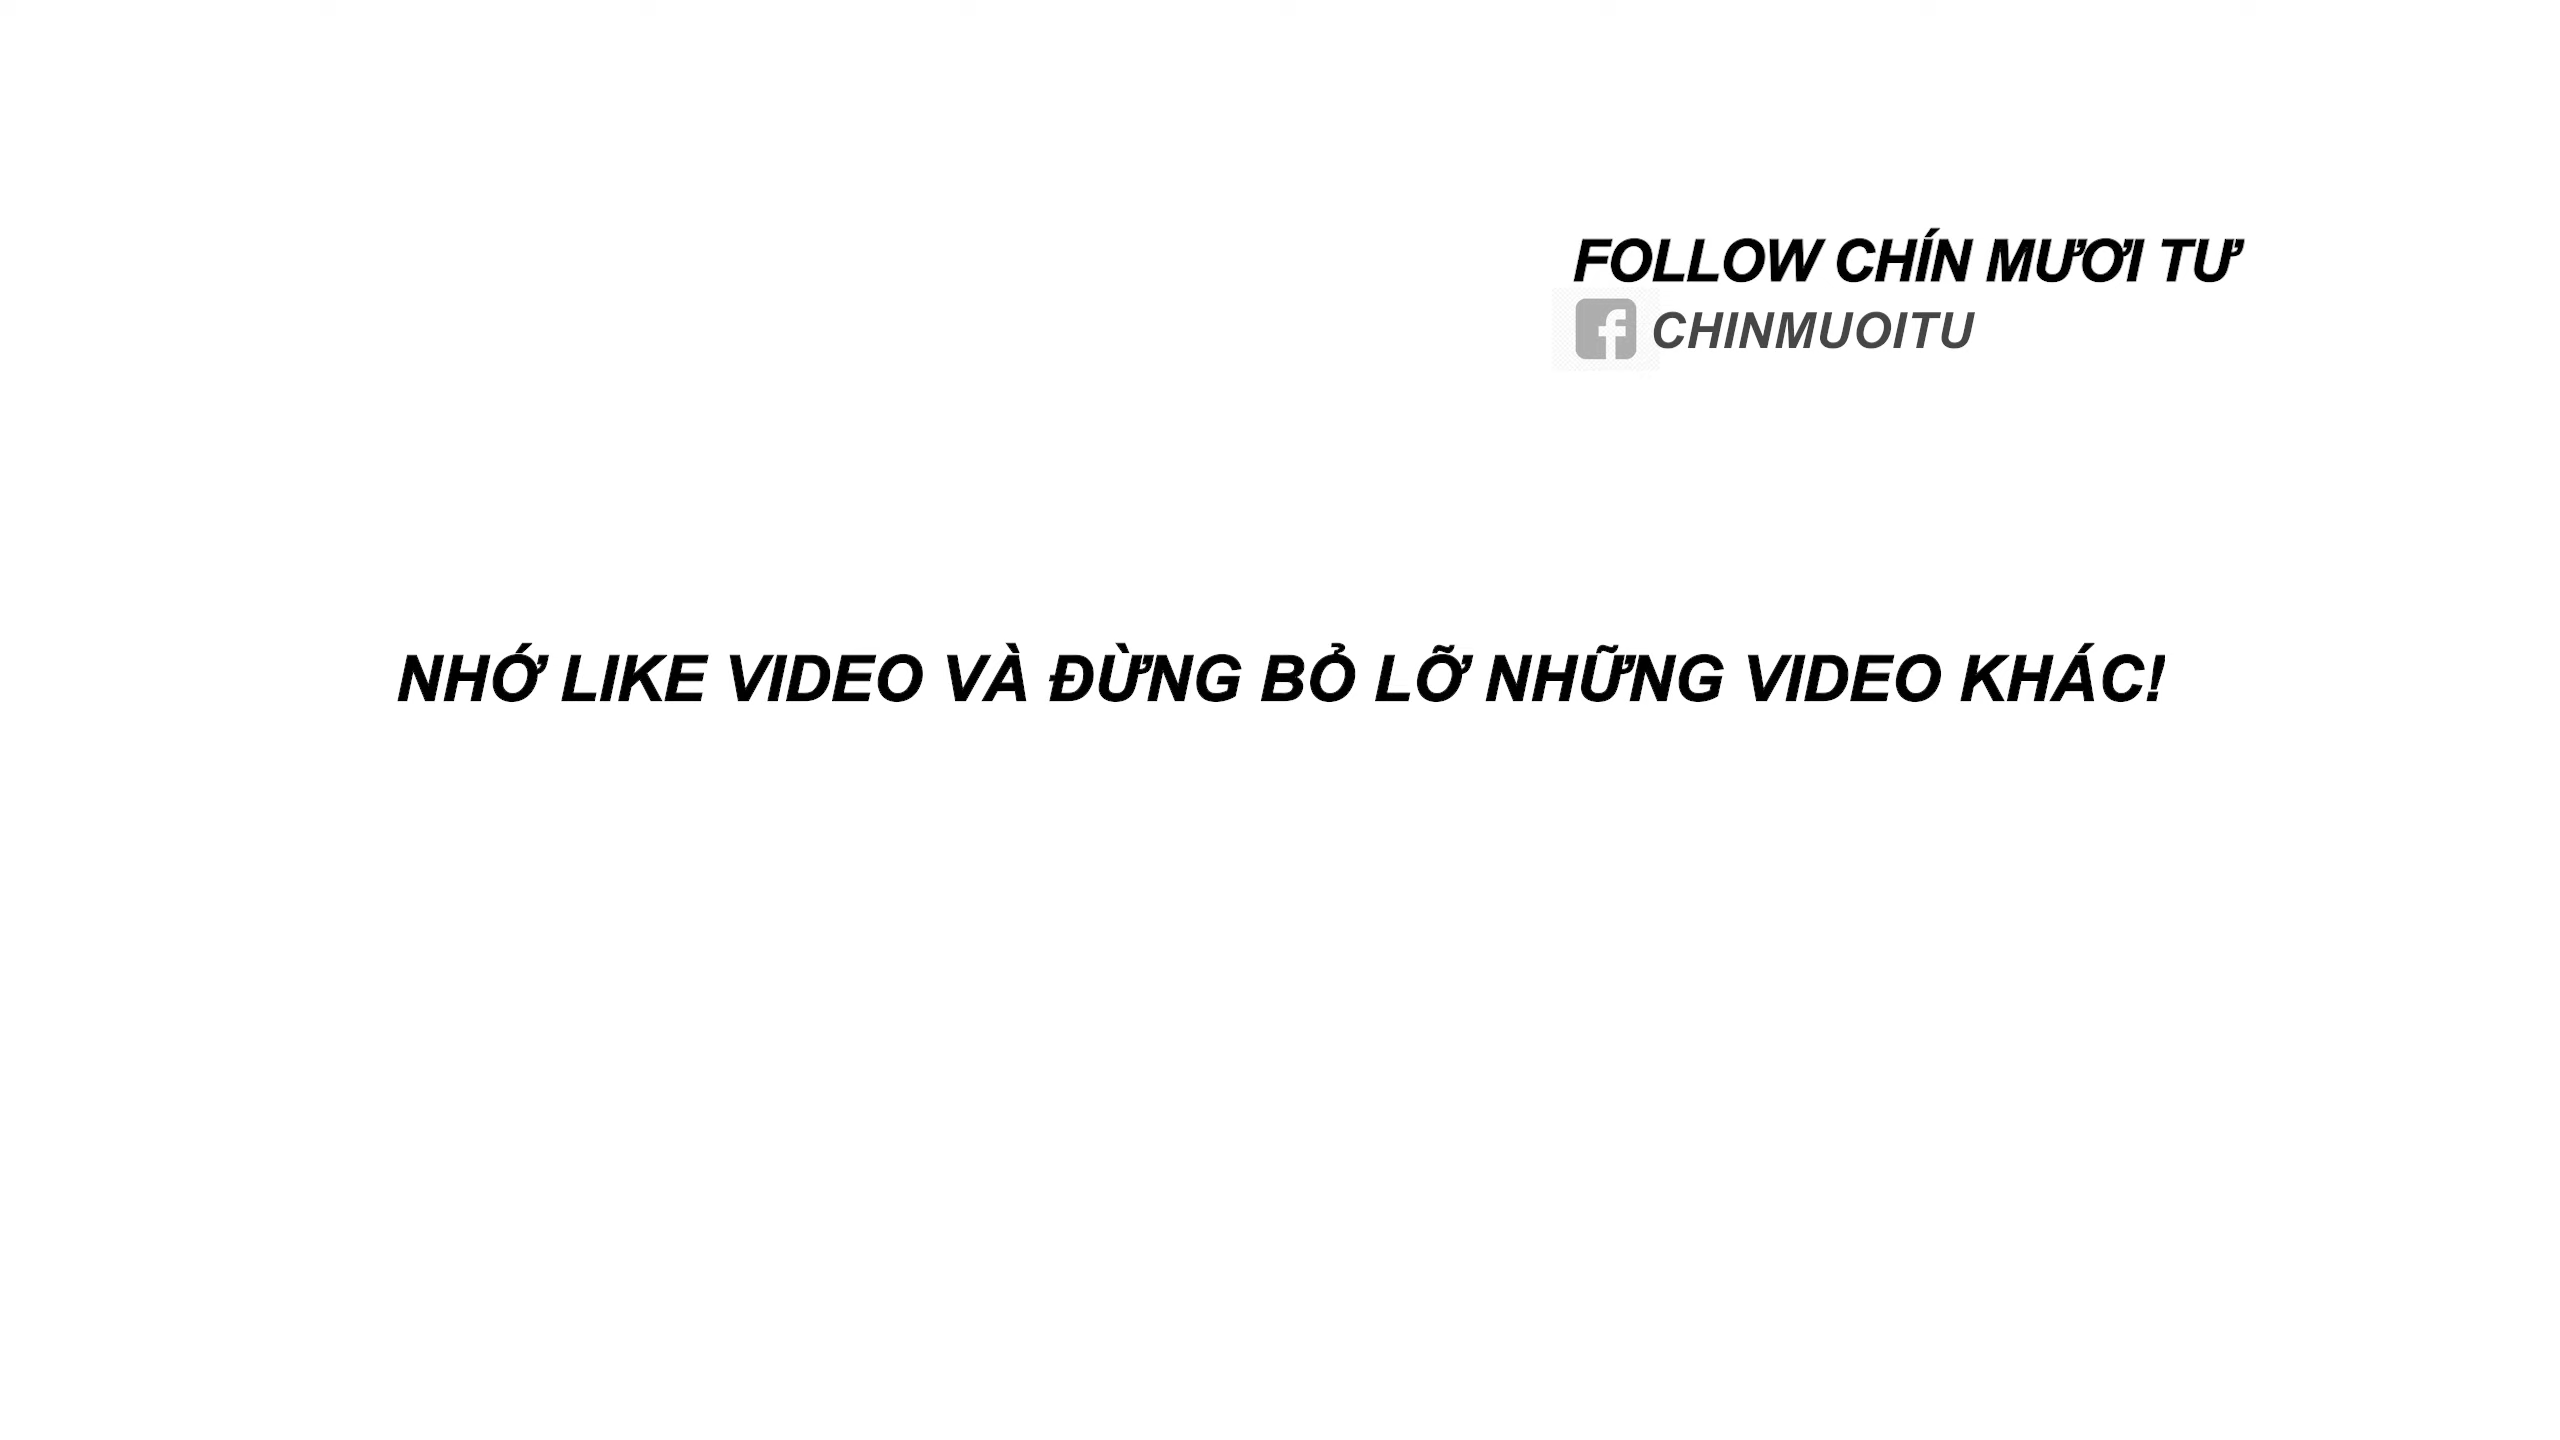 FOLLOW CHÍN MƯƠI TƯ
CHINMUOITU
NHỚ LIKE VIDEO VÀ ĐỪNG BỎ LỠ NHỮNG VIDEO KHÁC!